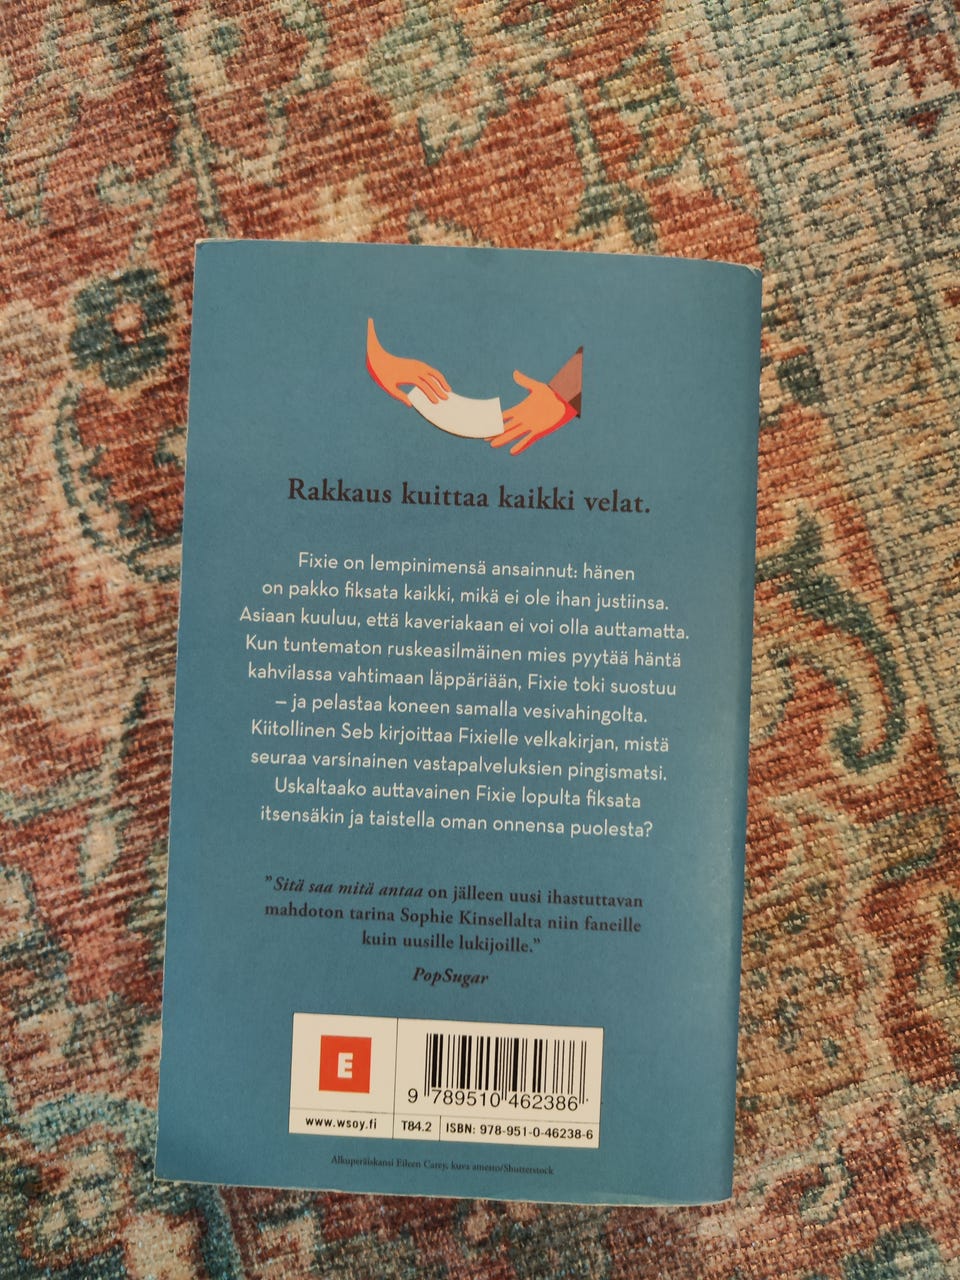 Rakkaus kuittaa kaikki velat.
Fixie on lempinimensä ansainnut: hänen
on pakko fiksata kaikki, mikä ei ole ihan justiinsa.
Asiaan kuuluu, että kaveriakaan ei voi olla auttamatta.
Kun tuntematon ruskeasilmäinen mies pyytää häntä
kahvilassa vahtimaan läppäriään, Fixie toki suostuu
– ja pelastaa koneen samalla vesivahingolta.
Kiitollinen Seb kirjoittaa Fixielle velkakirjan, mistä
seuraa varsinainen vastapalveluksien pingismatsi.
Uskaltaako auttavainen Fixie lopulta fiksata
itsensäkin ja taistella oman onnensa puolesta?
"Sitä saa mitä antaa on jälleen uusi ihastuttavan
mahdoton tarina Sophie Kinsellalta niin faneille
kuin uusille lukijoille."
PopSugar
E
9 789510 462386
www.wsoy.fi
T84.2
ISBN: 978-951-0-46238-6
Alkuperäiskansi Eileen Carey, kuva amesto/Shutterstock